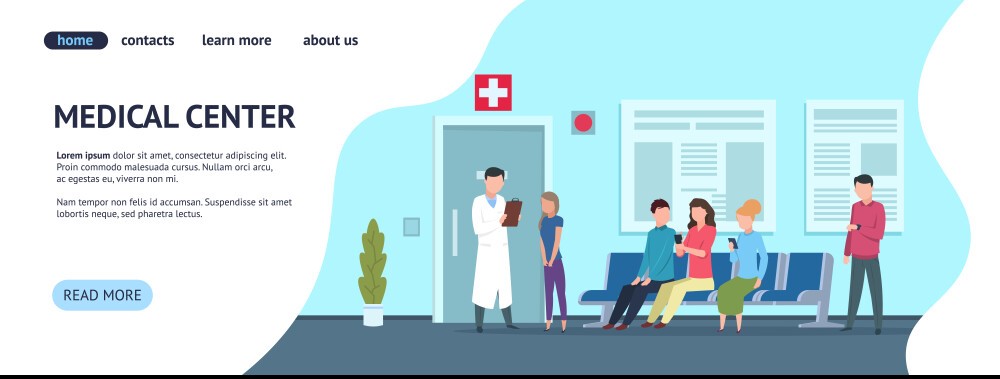 home contacts learn more about us
MEDICAL CENTER
Lorem ipsum dolor sit amet, consectetur adipiscing elit.
Proin commodo malesuada cursus. Nullam orci arcu,
ac egestas eu, viverra non mi.
Nam tempor non felis id accumsan. Suspendisse sit amet
lobortis neque, sed pharetra lectus.
READ MORE